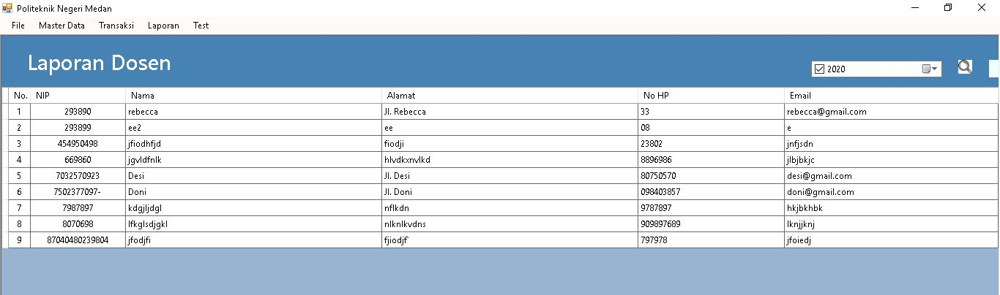 Politeknik Negeri Medan
File Master Data Transaksi Laporan Test
Laporan Dosen
2020
No. NIP Nama Alamat No HP Email
1 293890 rebecca Jl. Rebecca 33 rebecca@gmail.com
2 293899 ee2 ee 08 e
3 454950498 jfiodhfjd fiodji 23802 jnfjsdn
4 669860 jgvldfnlk hlvdkxnvlkd 8896986 jlbjbkjc
5 7032570923 Desi Jl. Desi 80750570 desi@gmail.com
6 7502377097- Doni Jl. Doni 098403857 doni@gmail.com
7 7987897 kdgjljdgl nflkdn 9787897 hkjbkhbk
8 8070698 lfkglsdjgkl nlknlkvdns 909897689 lknjjknj
9 87040480239804 jfodjfi fjiodjf 797978 jfoiedj